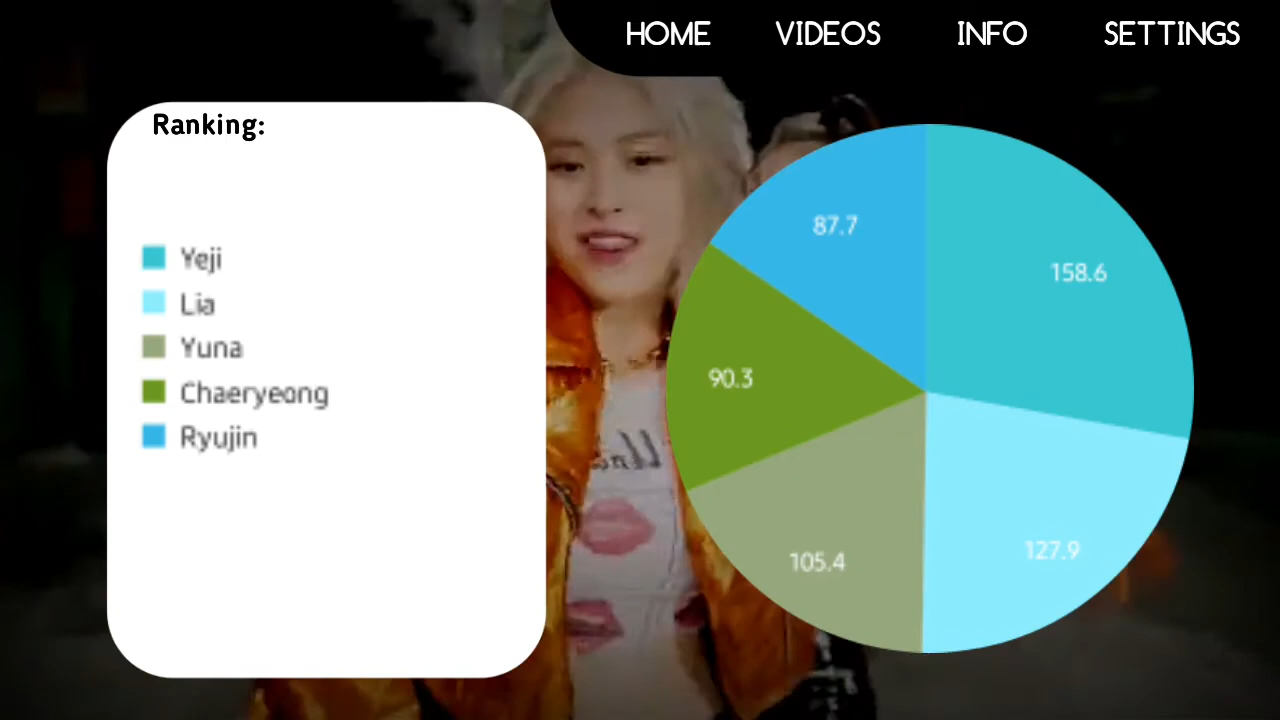 HOME VIDEOS INFO SETTINGS
Ranking:
Yeji
Lia
Yuna
Chaeryeong
Ryujin
87.7
158.6
90.3
127.9
105.4